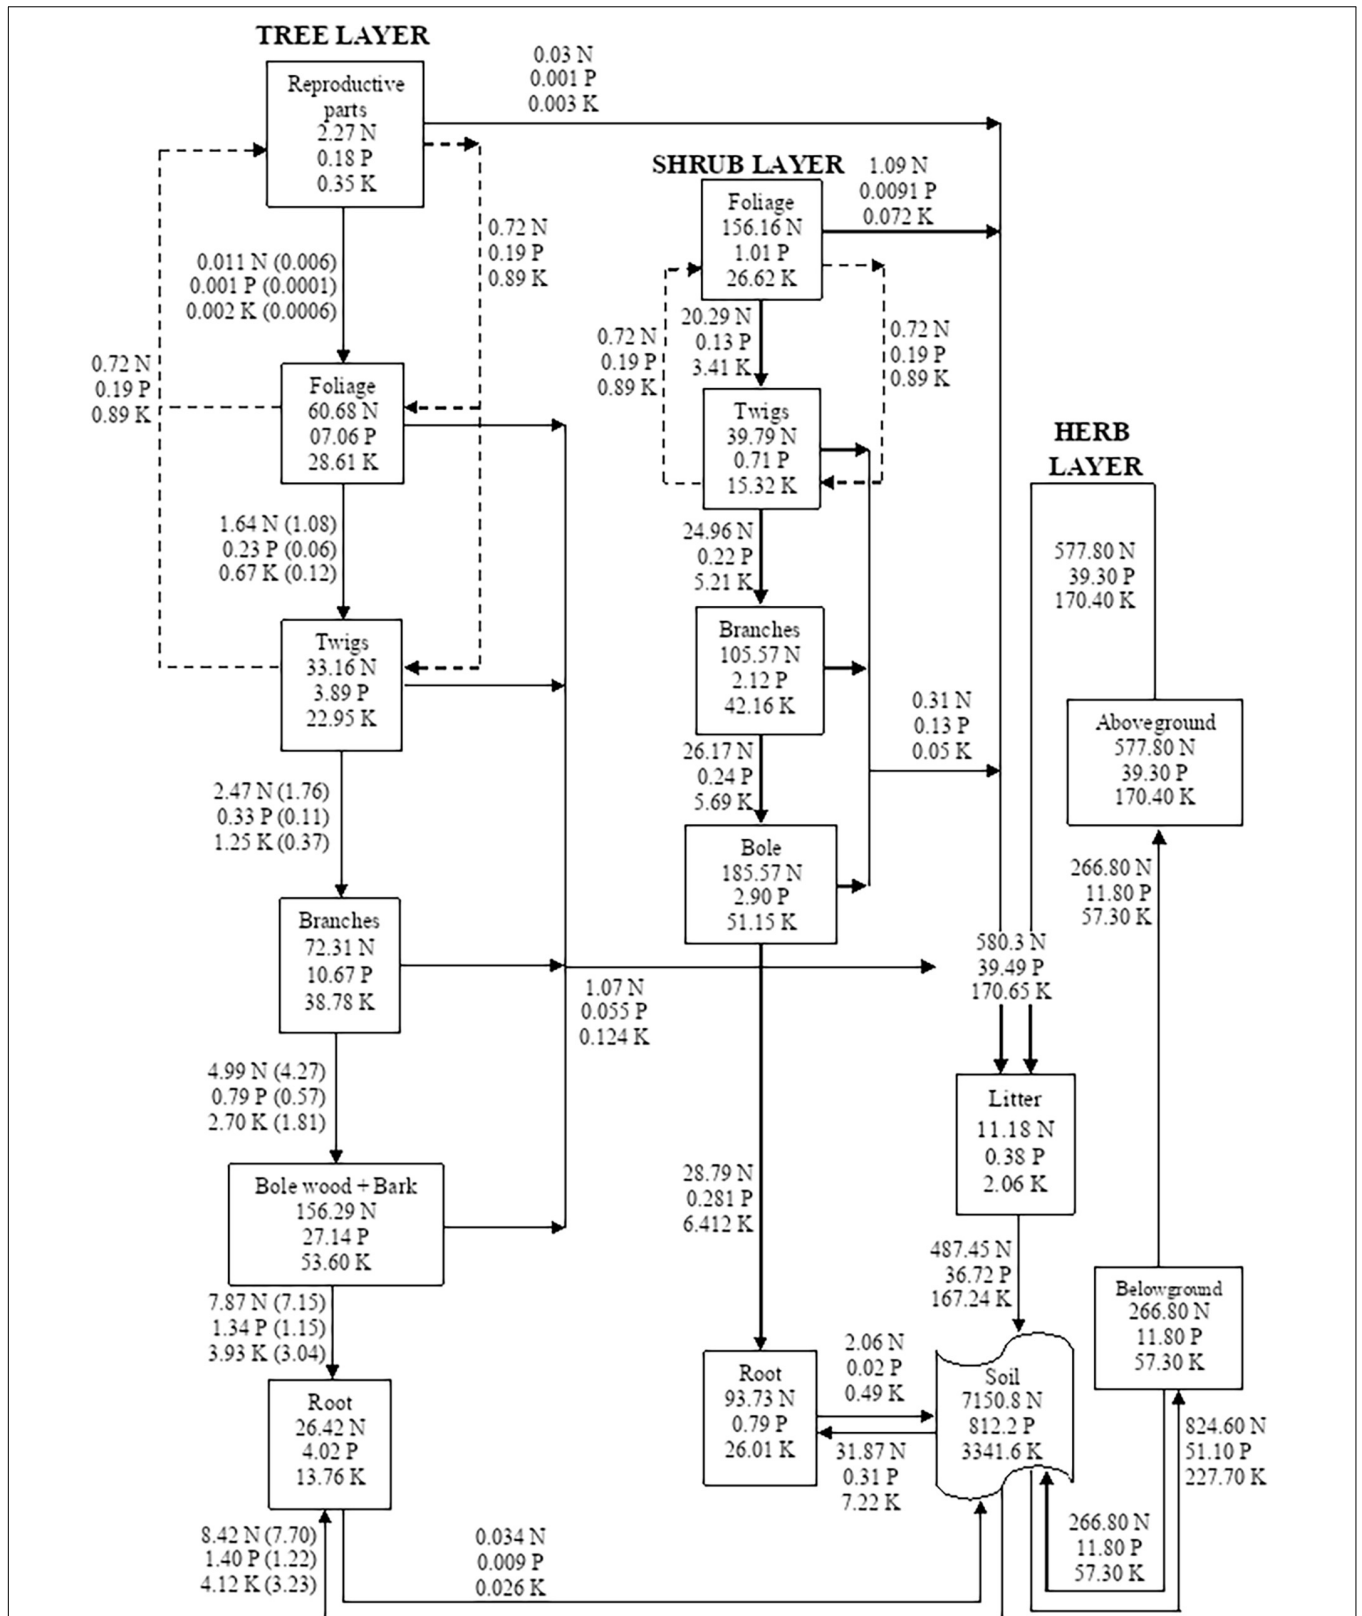 TREE LAYER
Reproductive
parts
2.27 N
0.18 P
0.35 K
0.03 N
0.001 P
0.003 K
0.72 N
0.19 P
0.89 K
0.011 N (0.006)
0.001 P (0.0001)
0.002 K (0.0006)
0.72 N
0.19 P
0.89 K
Foliage
60.68 N
07.06 P
28.61 K
1.64 N (1.08)
0.23 P (0.06)
0.67 K (0.12)
Twigs
33.16 N
3.89 P
22.95 K
2.47 N (1.76)
0.33 P (0.11)
1.25 K (0.37)
Branches
72.31 N
10.67 P
38.78 K
1.07 N
0.055 P
0.124 K
4.99 N (4.27)
0.79 P (0.57)
2.70 K (1.81)
Bole wood + Bark
156.29 N
27.14 P
53.60 K
7.87 N (7.15)
1.34 P (1.15)
3.93 K (3.04)
Root
26.42 N
4.02 P
13.76 K
8.42 N (7.70)
1.40 P (1.22)
4.12 K (3.23)
0.034 N
0.009 P
0.026 K
SHRUB LAYER
Foliage
156.16 N
1.01 P
26.62 K
1.09 N
0.0091 P
0.072 K
20.29 N
0.13 P
3.41 K
0.72 N
0.19 P
0.89 K
0.72 N
0.19 P
0.89 K
Twigs
39.79 N
0.71 P
15.32 K
24.96 N
0.22 P
5.21 K
Branches
105.57 N
2.12 P
42.16 K
26.17 N
0.24 P
5.69 K
0.31 N
0.13 P
0.05 K
Bole
185.57 N
2.90 P
51.15 K
28.79 N
0.281 P
6.412 K
Root
93.73 N
0.79 P
26.01 K
2.06 N
0.02 P
0.49 K
31.87 N
0.31 P
7.22 K
HERB
LAYER
577.80 N
39.30 P
170.40 K
Aboveground
577.80 N
39.30 P
170.40 K
266.80 N
11.80 P
57.30 K
580.3 N
39.49 P
170.65 K
Litter
11.18 N
0.38 P
2.06 K
487.45 N
36.72 P
167.24 K
Belowground
266.80 N
11.80 P
57.30 K
Soil
7150.8 N
812.2 P
3341.6 K
824.60 N
51.10 P
227.70 K
266.80 N
11.80 P
57.30 K